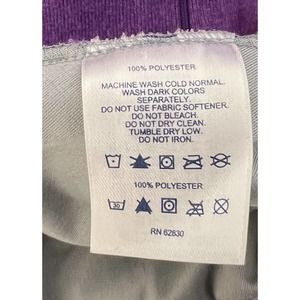 100% POLYESTER
MACHINE WASH COLD NORMAL.
WASH DARK COLORS
SEPARATELY.
DO NOT USE FABRIC SOFTENER.
DO NOT BLEACH.
DO NOT DRY CLEAN.
TUMBLE DRY LOW.
DO NOT IRON.
100% POLYESTER
30
RN 62830